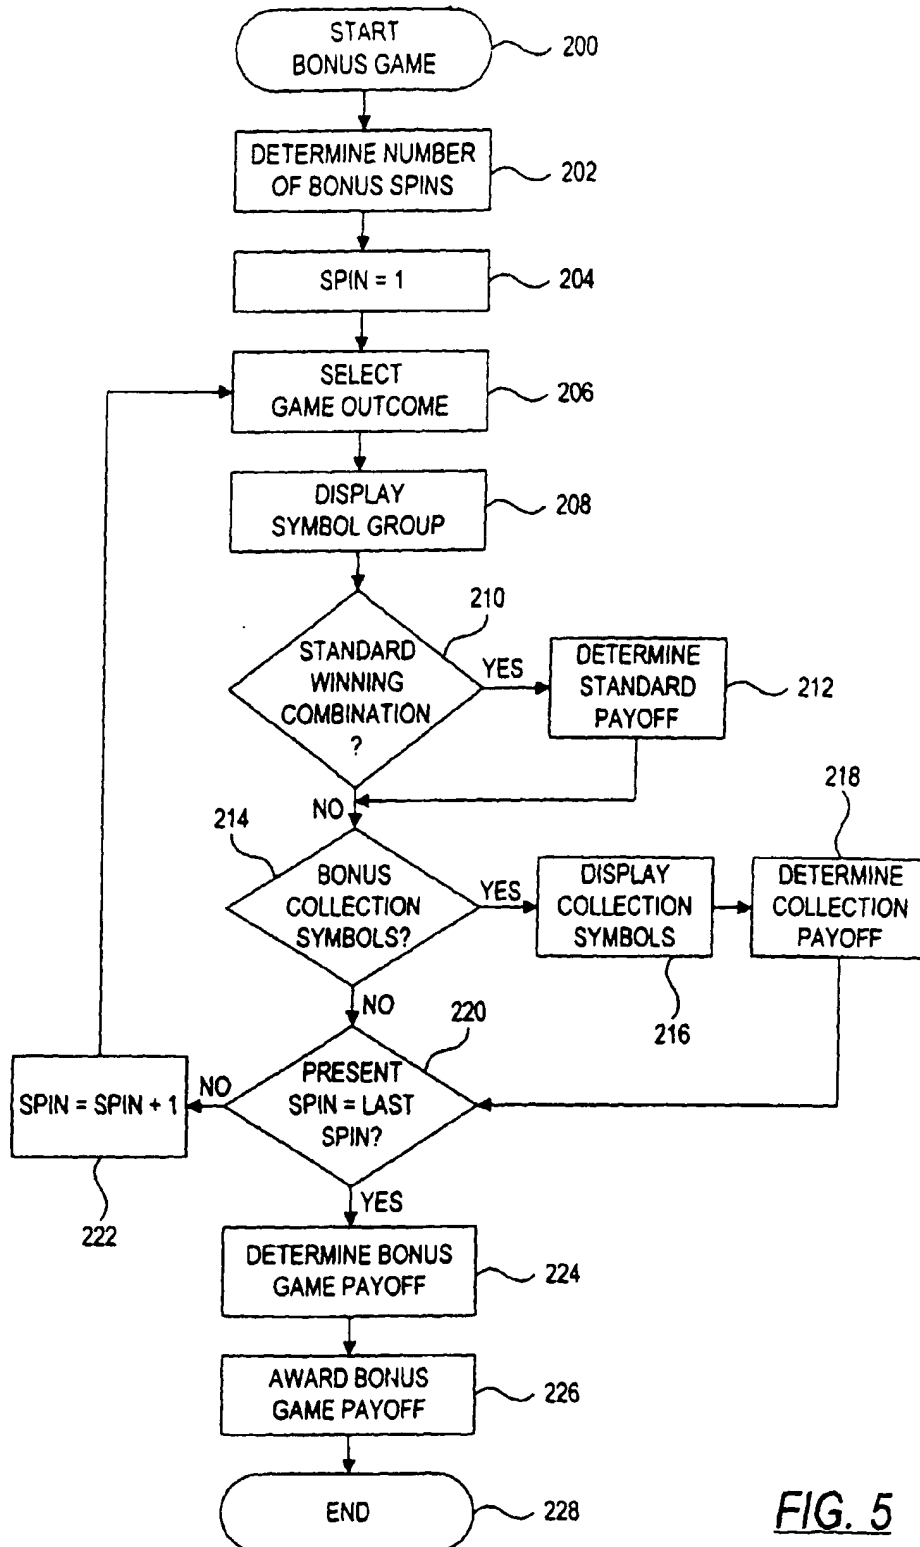 START
BONUS GAME
200
DETERMINE NUMBER
OF BONUS SPINS
202
SPIN = 1
204
SELECT
GAME OUTCOME
206
DISPLAY
SYMBOL GROUP
208
210
STANDARD
WINNING
COMBINATION
?
YES
DETERMINE
STANDARD
PAYOFF
212
NO
214
BONUS
COLLECTION
SYMBOLS?
YES
DISPLAY
COLLECTION
SYMBOLS
216
218
DETERMINE
COLLECTION
PAYOFF
NO
220
PRESENT
SPIN = LAST
SPIN?
NO
SPIN = SPIN + 1
222
YES
DETERMINE BONUS
GAME PAYOFF
224
AWARD BONUS
GAME PAYOFF
226
END
228
FIG. 5